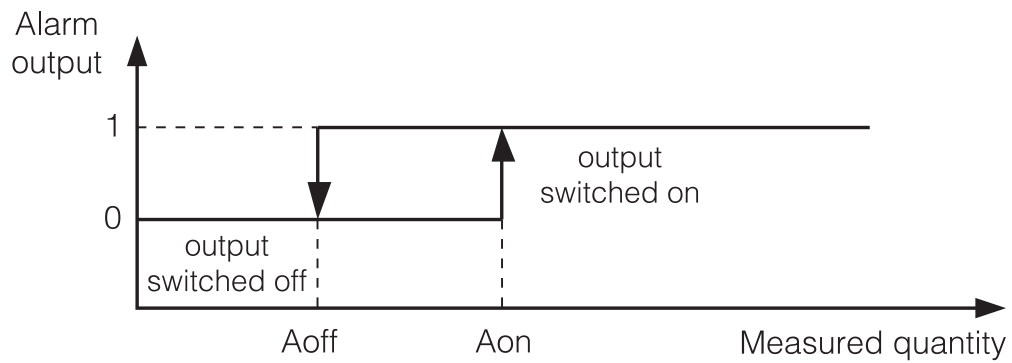 Alarm
output
1
output
switched on
0
output
switched off
Aoff
Aon
Measured quantity